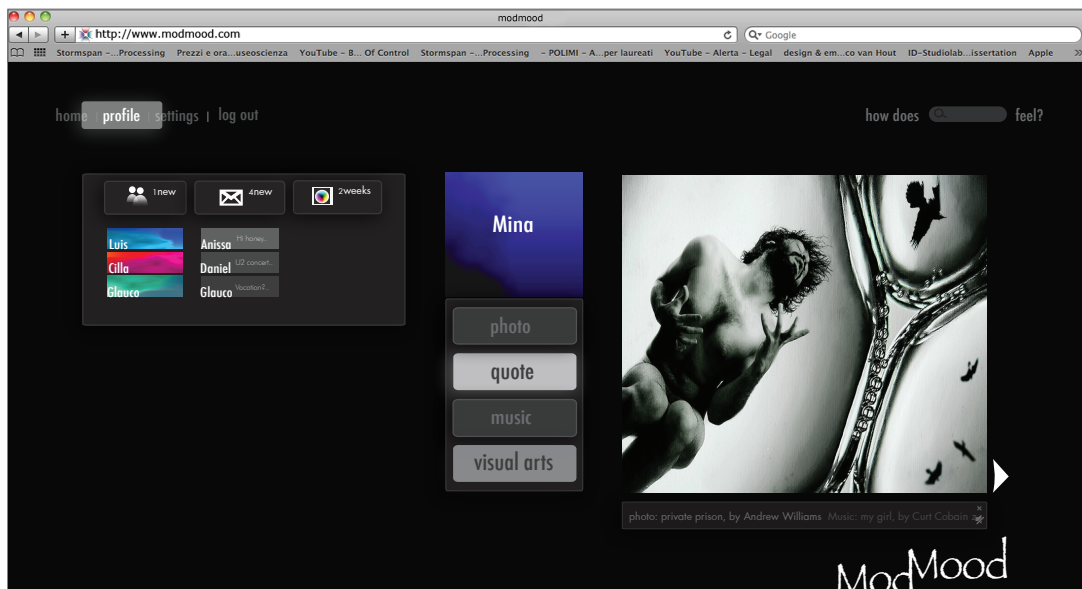 modmood
http://www.modmood.com
Google
Stormspan -...Processing Prezzi e ora...useoscienza YouTube - B... Of Control Stormspan -...Processing - POLIMI - A...per laureati YouTube - Alerta - Legal design & em...co van Hout ID-Studiolab...issertation Apple
home | profile | settings | log out
how does feel?
1new 4new 2weeks
Luis
Cilla
Glauco
Anissa Hi honey..
Daniel U2 concert..
Glauco Vacation?..
Mina
photo
quote
music
visual arts
photo: private prison, by Andrew Williams Music: my girl, by Curt Cobain
ModMood